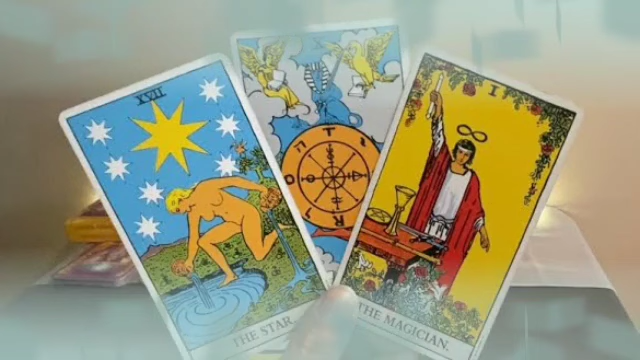 XVII
THE STAR.
X
T A R O
I
THE MAGICIAN.